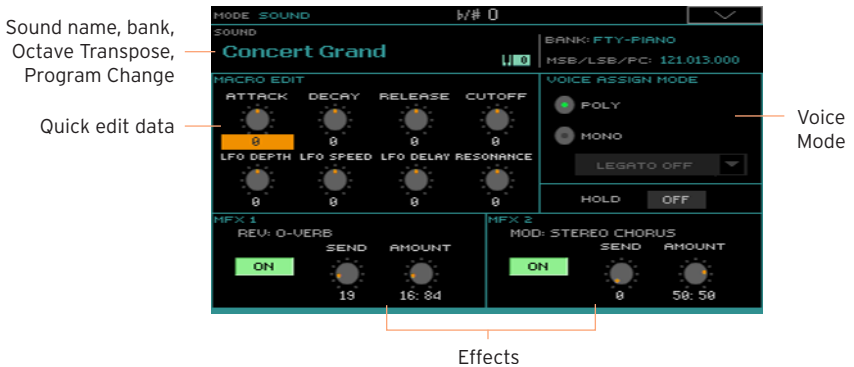 MODE SOUND
♭/# 0
Sound name, bank,
Octave Transpose,
Program Change
SOUND
Concert Grand
0
BANK: FTY-PIANO
MSB/LSB/PC: 121.013.000
Quick edit data
MACRO EDIT
ATTACK DECAY RELEASE CUTOFF
0 0 0 0
LFO DEPTH LFO SPEED LFO DELAY RESONANCE
0 0 0 0
VOICE ASSIGN MODE
POLY
MONO
LEGATO OFF
HOLD OFF
Voice
Mode
MFX 1
REV: O-VERB
SEND AMOUNT
ON
19 16: 84
MFX 2
MOD: STEREO CHORUS
SEND AMOUNT
ON
0 50: 50
Effects